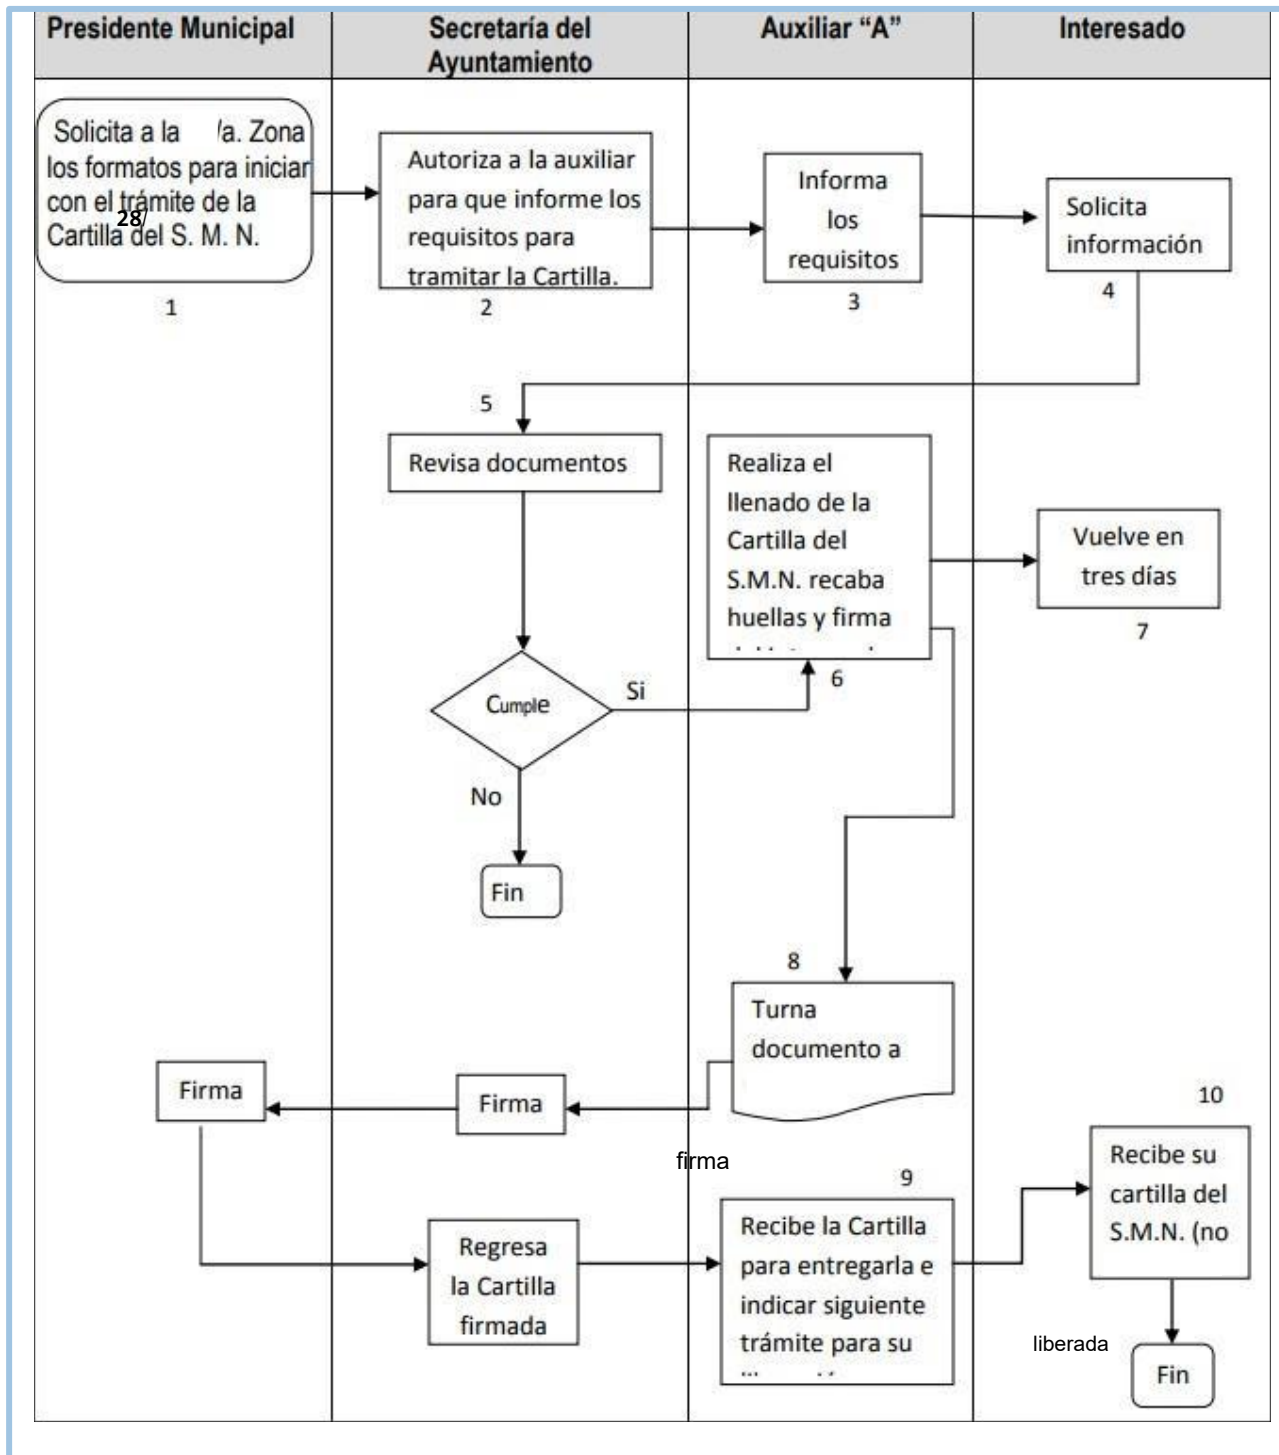 Presidente Municipal
Secretaría del
Ayuntamiento
Auxiliar “A”
Interesado
Solicita a la /a. Zona
los formatos para iniciar
con el trámite de la
28/
Cartilla del S. M. N.
1
Autoriza a la auxiliar
para que informe los
requisitos para
tramitar la Cartilla.
2
Informa
los
requisitos
3
Solicita
información
4
5
Revisa documentos
Cumple
Si
No
Fin
Realiza el
llenado de la
Cartilla del
S.M.N. recaba
huellas y firma
6
Vuelve en
tres días
7
8
Turna
documento a
firma
Firma
Firma
Regresa
la Cartilla
firmada
9
Recibe la Cartilla
para entregarla e
indicar siguiente
trámite para su
10
Recibe su
cartilla del
S.M.N. (no
liberada
Fin